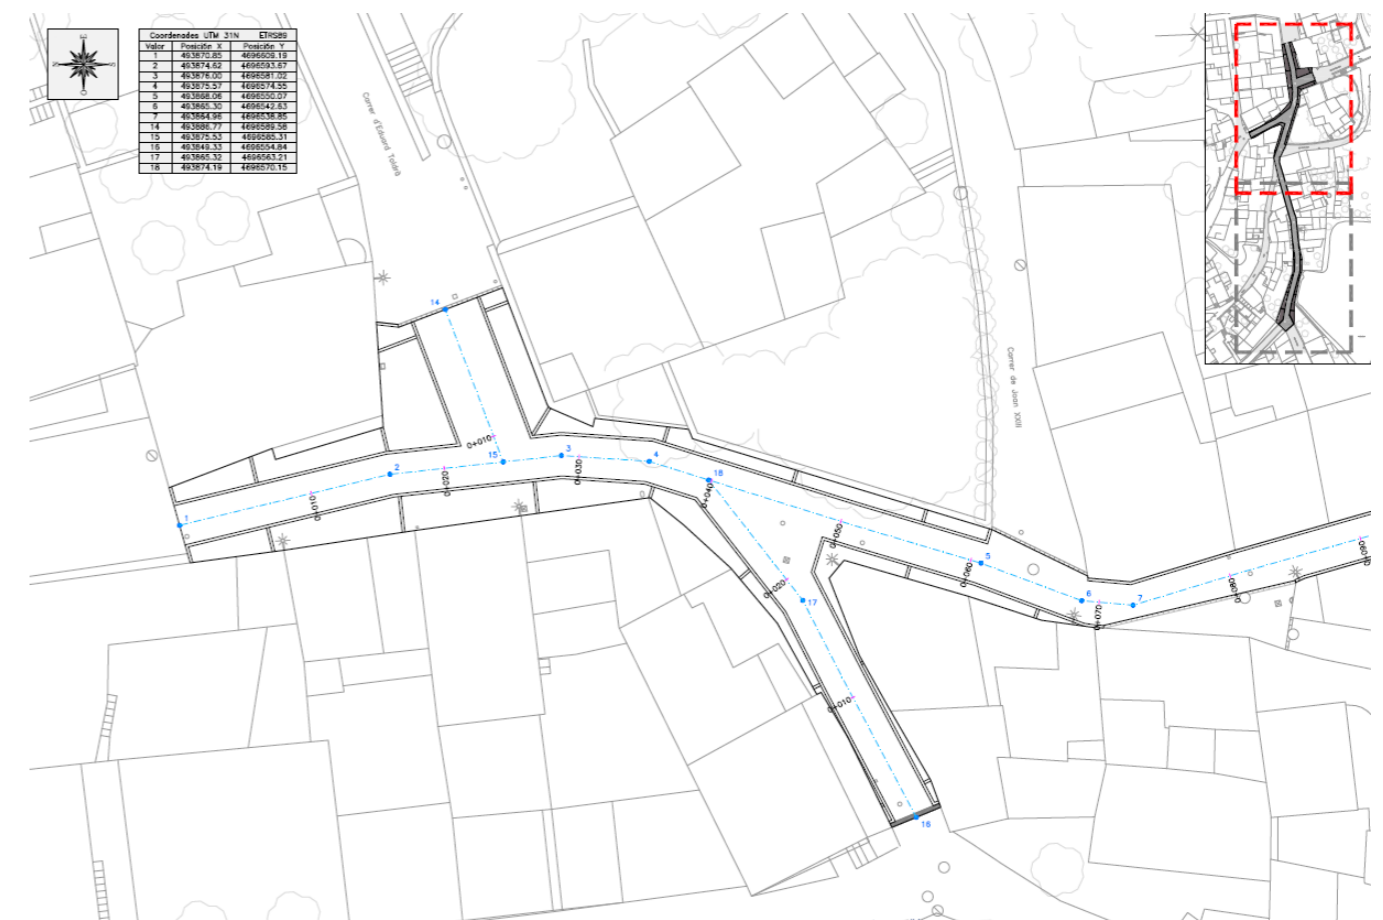 Coordenades UTM 31N ETRS89
Valor Posición X Posición Y
1 493870.85 4696609.19
2 493874.62 4696593.67
3 493876.00 4696581.02
4 493875.57 4696574.55
5 493868.06 4696550.07
6 493865.30 4696542.63
7 493864.96 4696538.85
14 493886.77 4696589.56
15 493875.53 4696585.31
16 493849.33 4696554.84
17 493865.32 4696563.21
18 493874.19 4696570.15
Carrer d'Eduard Toldrà
Carrer de Joan XXIII
14
0+010
15
3
4
2
0+020
0+030
18
0+040
1
0+010
0+050
5
0+060
6
0+070
7
0+080
0+090
0+020
17
0+010
16